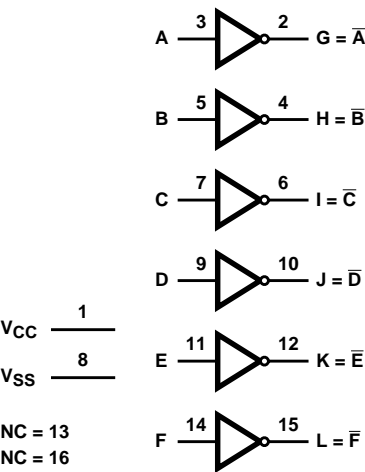 A 3 2 G = A̅
B 5 4 H = B̅
C 7 6 I = C̅
D 9 10 J = D̅
1
VCC
E 11 12 K = E̅
8
VSS
F 14 15 L = F̅
NC = 13
NC = 16